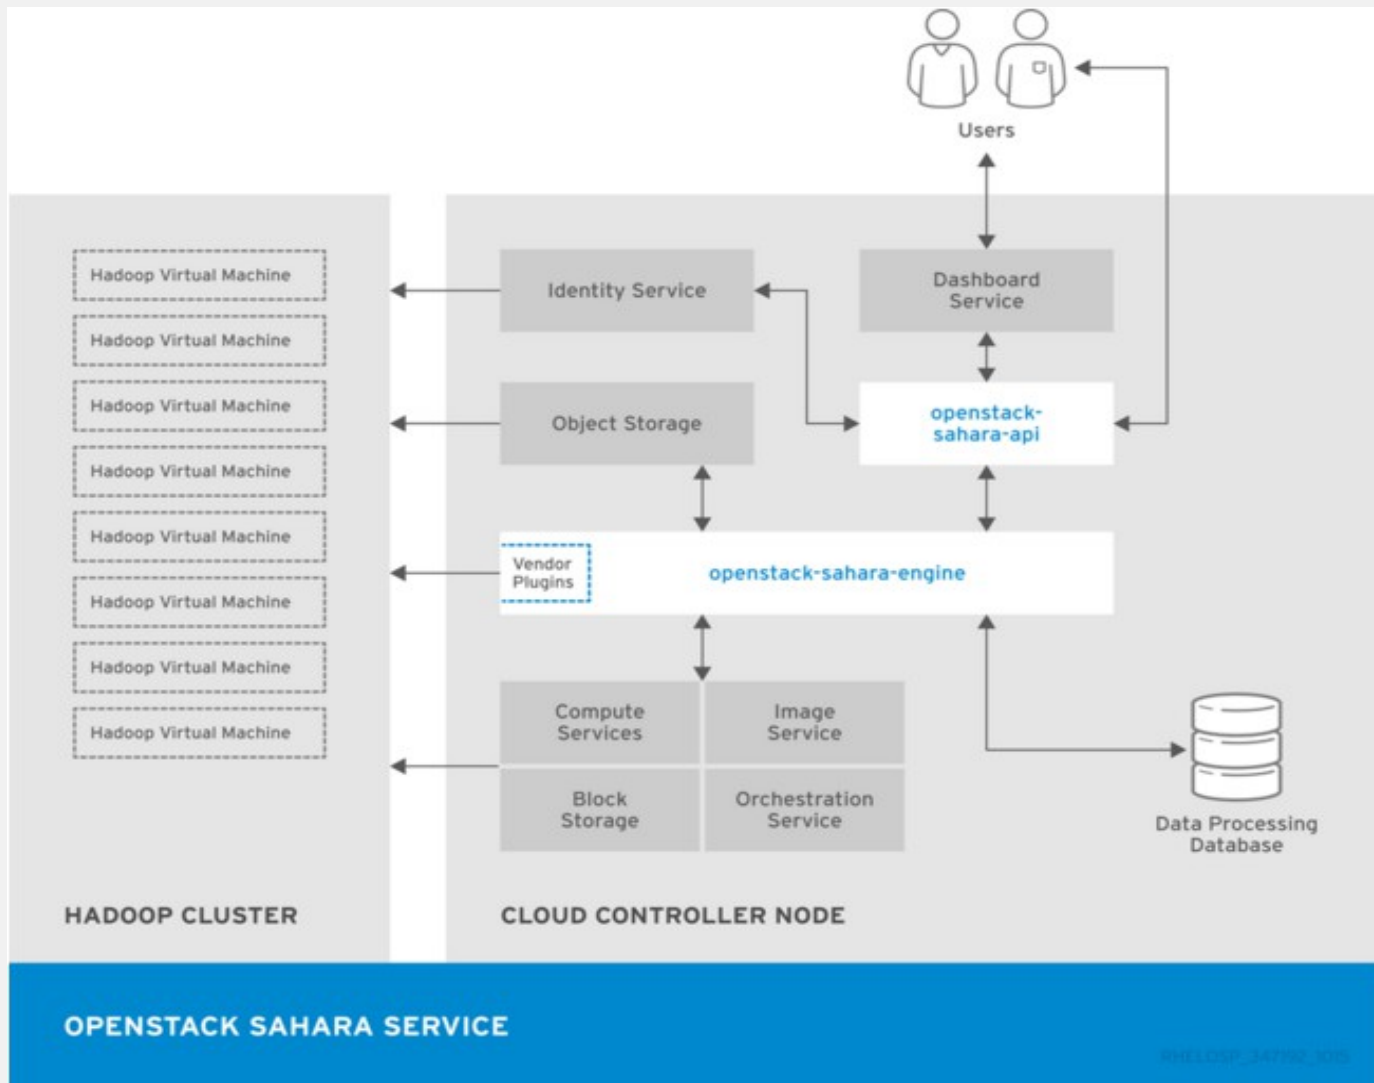 Users
Hadoop Virtual Machine
Hadoop Virtual Machine
Hadoop Virtual Machine
Hadoop Virtual Machine
Hadoop Virtual Machine
Hadoop Virtual Machine
Hadoop Virtual Machine
Hadoop Virtual Machine
HADOOP CLUSTER
Identity Service
Dashboard
Service
Object Storage
openstack-
sahara-api
Vendor
Plugins
openstack-sahara-engine
Compute
Services
Image
Service
Block
Storage
Orchestration
Service
Data Processing
Database
CLOUD CONTROLLER NODE
OPENSTACK SAHARA SERVICE